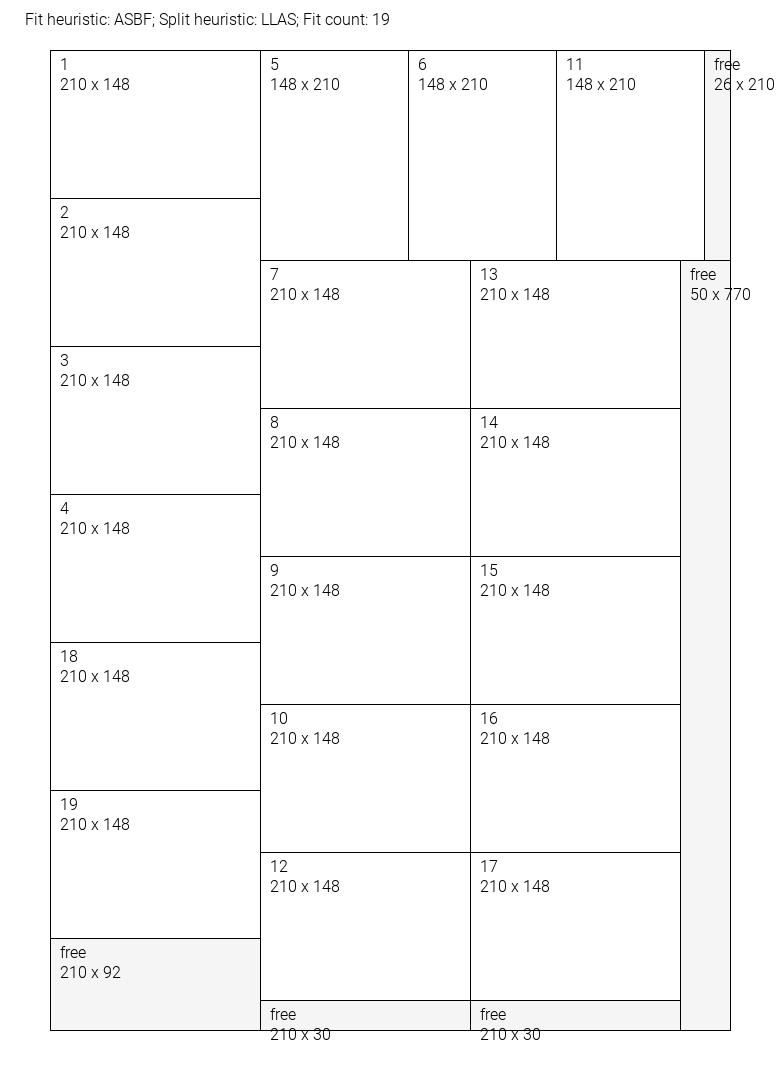 Fit heuristic: ASBF; Split heuristic: LLAS; Fit count: 19
1
210 x 148
5
148 x 210
6
148 x 210
11
148 x 210
free
26 x 210
2
210 x 148
7
210 x 148
13
210 x 148
free
50 x 770
3
210 x 148
8
210 x 148
14
210 x 148
4
210 x 148
9
210 x 148
15
210 x 148
18
210 x 148
10
210 x 148
16
210 x 148
19
210 x 148
12
210 x 148
17
210 x 148
free
210 x 92
free
210 x 30
free
210 x 30